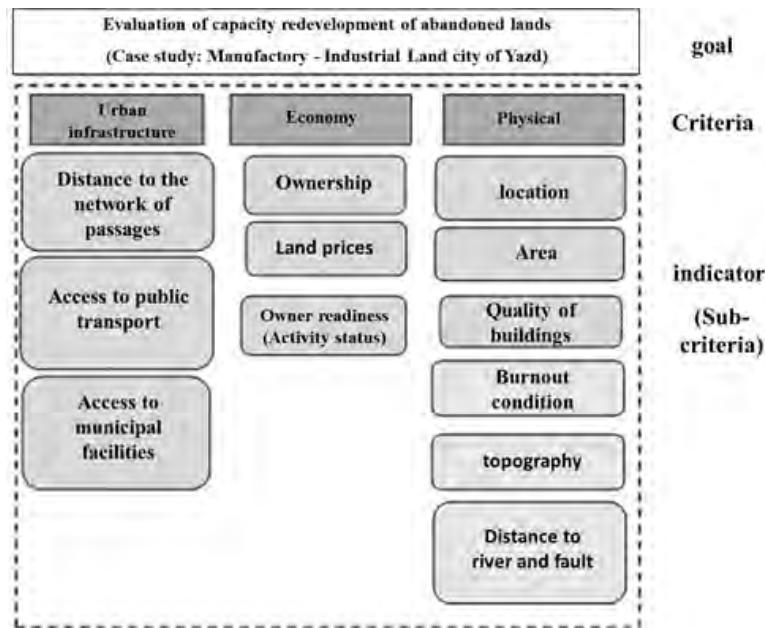 Evaluation of capacity redevelopment of abandoned lands
(Case study: Manufactory - Industrial Land city of Yazd)
goal
Urban
infrastructure
Economy
Physical
Criteria
Distance to the
network of
passages
Access to public
transport
Access to
municipal
facilities
Ownership
Land prices
Owner readiness
(Activity status)
location
Area
Quality of
buildings
Burnout
condition
topography
Distance to
river and fault
indicator
(Sub-
criteria)